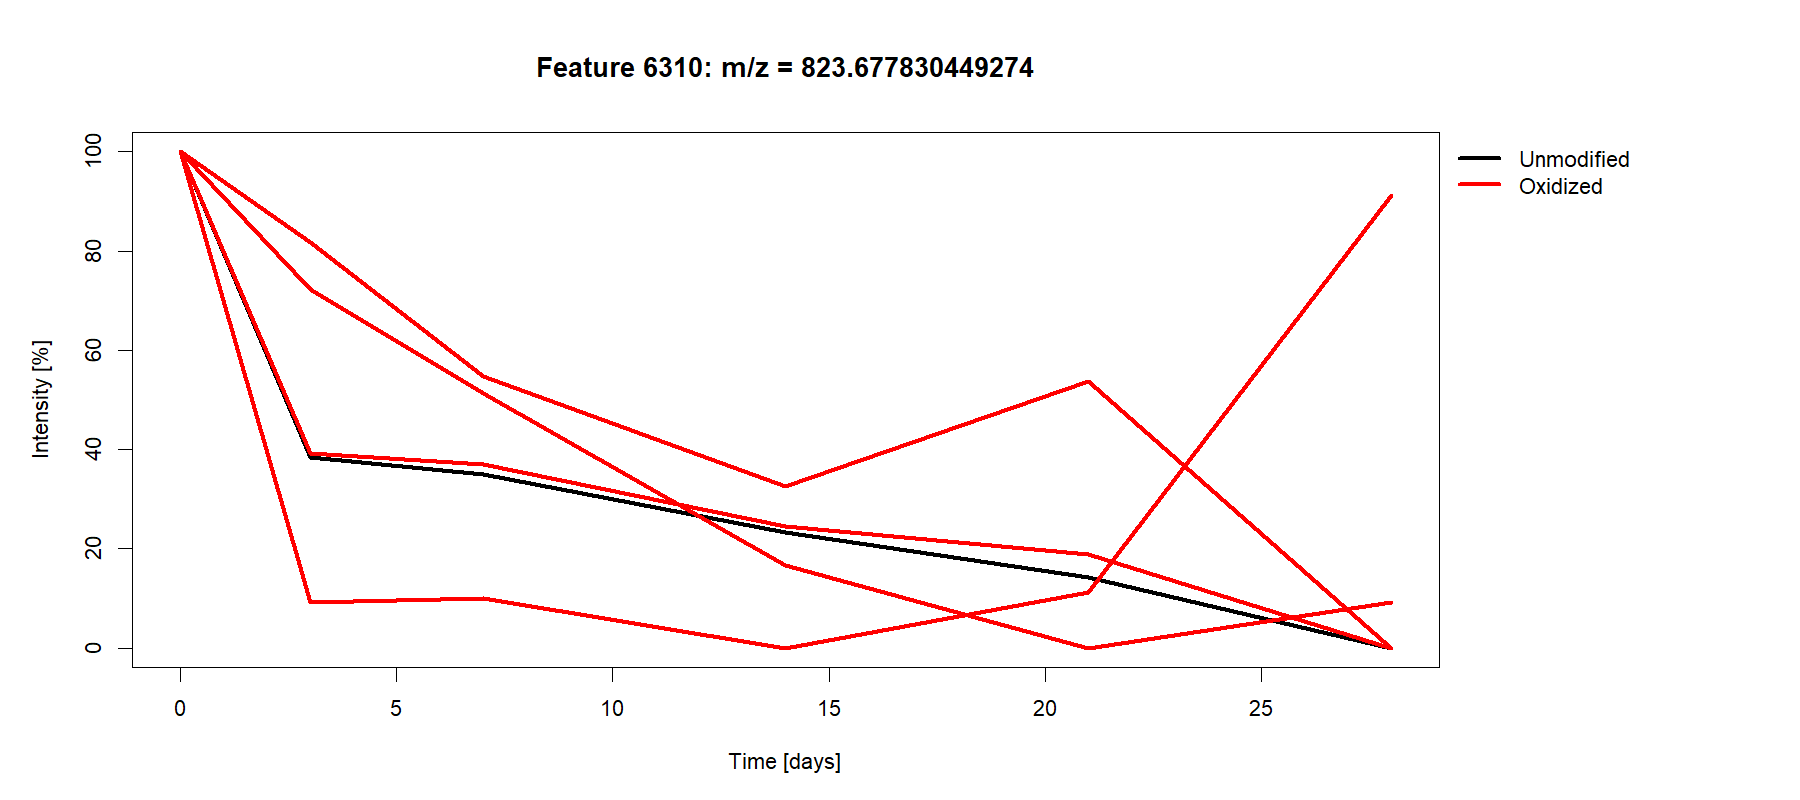 Feature 6310: m/z = 823.677830449274
Unmodified
Oxidized
100
80
60
40
20
0
Intensity [%]
0 5 10 15 20 25
Time [days]